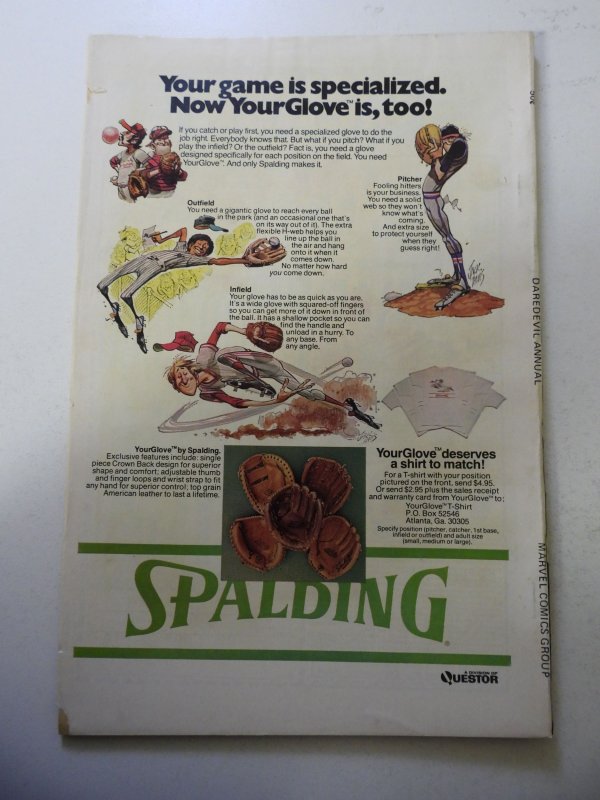 Your game is specialized.
Now YourGlove™ is, too!
If you catch or play first, you need a specialized glove to do the
job right. Everybody knows that. But what if you pitch? What if you
play the infield? Or the outfield? Fact is, you need a glove
designed specifically for each position on the field. You need
YourGlove™. And only Spalding makes it.
Pitcher
Fooling hitters
is your business.
You need a solid
web so they won't
know what's
coming.
And extra size
to protect yourself
when they
guess right!
Outfield
You need a gigantic glove to reach every ball
in the park (and an occasional one that's
on its way out of it). The extra
flexible H-web helps you
line up the ball in
the air and hang
onto it when it
comes down.
No matter how hard
you come down.
Infield
Your glove has to be as quick as you are.
It's a wide glove with squared-off fingers
so you can get more of it down in front of
the ball. It has a shallow pocket so you can
find the handle and
unload in a hurry. To
any base. From
any angle.
YourGlove™ by Spalding.
Exclusive features include: single
piece Crown Back design for superior
shape and comfort; adjustable thumb
and finger loops and wrist strap to fit
any hand for superior control; top grain
American leather to last a lifetime.
YourGlove™ deserves
a shirt to match!
For a T-shirt with your position
pictured on the front, send $4.95.
Or send $2.95 plus the sales receipt
and warranty card from YourGlove™ to:
YourGlove™ T-Shirt
P.O. Box 52546
Atlanta, Ga. 30305
Specify position (pitcher, catcher, 1st base,
infield or outfield) and adult size
(small, medium or large).
SPALDING®
A DIVISION OF
QUESTOR
50¢
DAREDEVIL ANNUAL
MARVEL COMICS GROUP